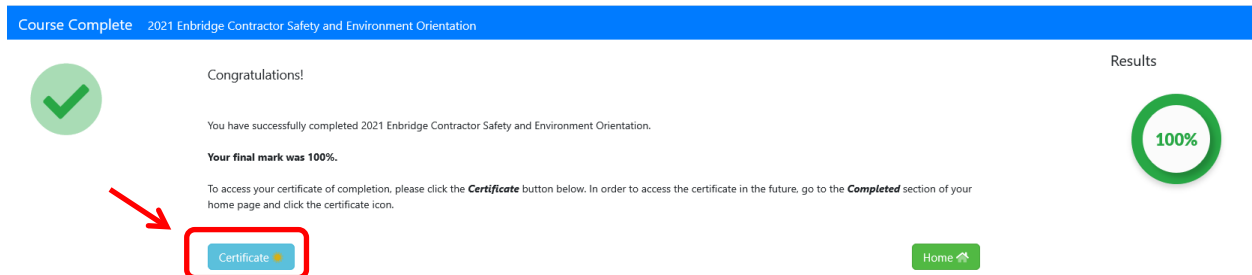 Course Complete 2021 Enbridge Contractor Safety and Environment Orientation
Results
Congratulations!
You have successfully completed 2021 Enbridge Contractor Safety and Environment Orientation.
100%
Your final mark was 100%.
To access your certificate of completion, please click the Certificate button below. In order to access the certificate in the future, go to the Completed section of your
home page and click the certificate icon.
Certificate
Home